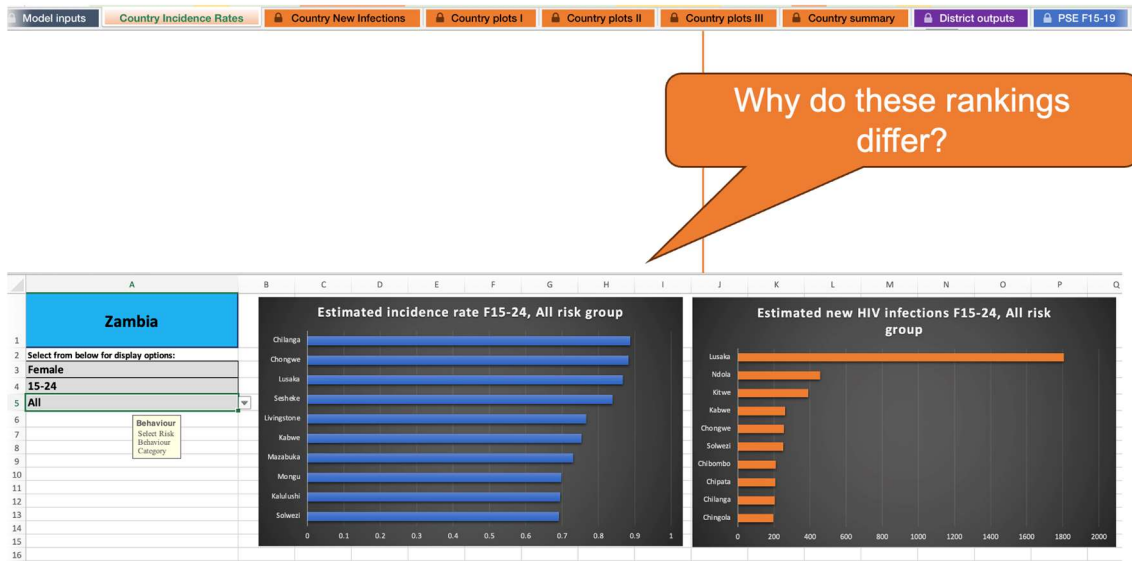 Model inputs
Country Incidence Rates
Country New Infections
Country plots I
Country plots II
Country plots III
Country summary
District outputs
PSE F15-19
Why do these rankings
differ?
A B C D E F G H I J K L M N O P Q
1
Zambia
2 Select from below for display options:
3 Female
4 15-24
5 All
6
7
8
9
10
11
12
13
14
15
16
Behaviour
Select Risk
Behaviour
Category
Estimated incidence rate F15-24, All risk group
Chilanga
Chongwe
Lusaka
Sesheke
Livingstone
Kabwe
Mazabuka
Mongu
Kalulushi
Solwezi
0 0.1 0.2 0.3 0.4 0.5 0.6 0.7 0.8 0.9 1
Estimated new HIV infections F15-24, All risk
group
Lusaka
Ndola
Kitwe
Kabwe
Chongwe
Solwezi
Chibombo
Chipata
Chilanga
Chingola
0 200 400 600 800 1000 1200 1400 1600 1800 2000